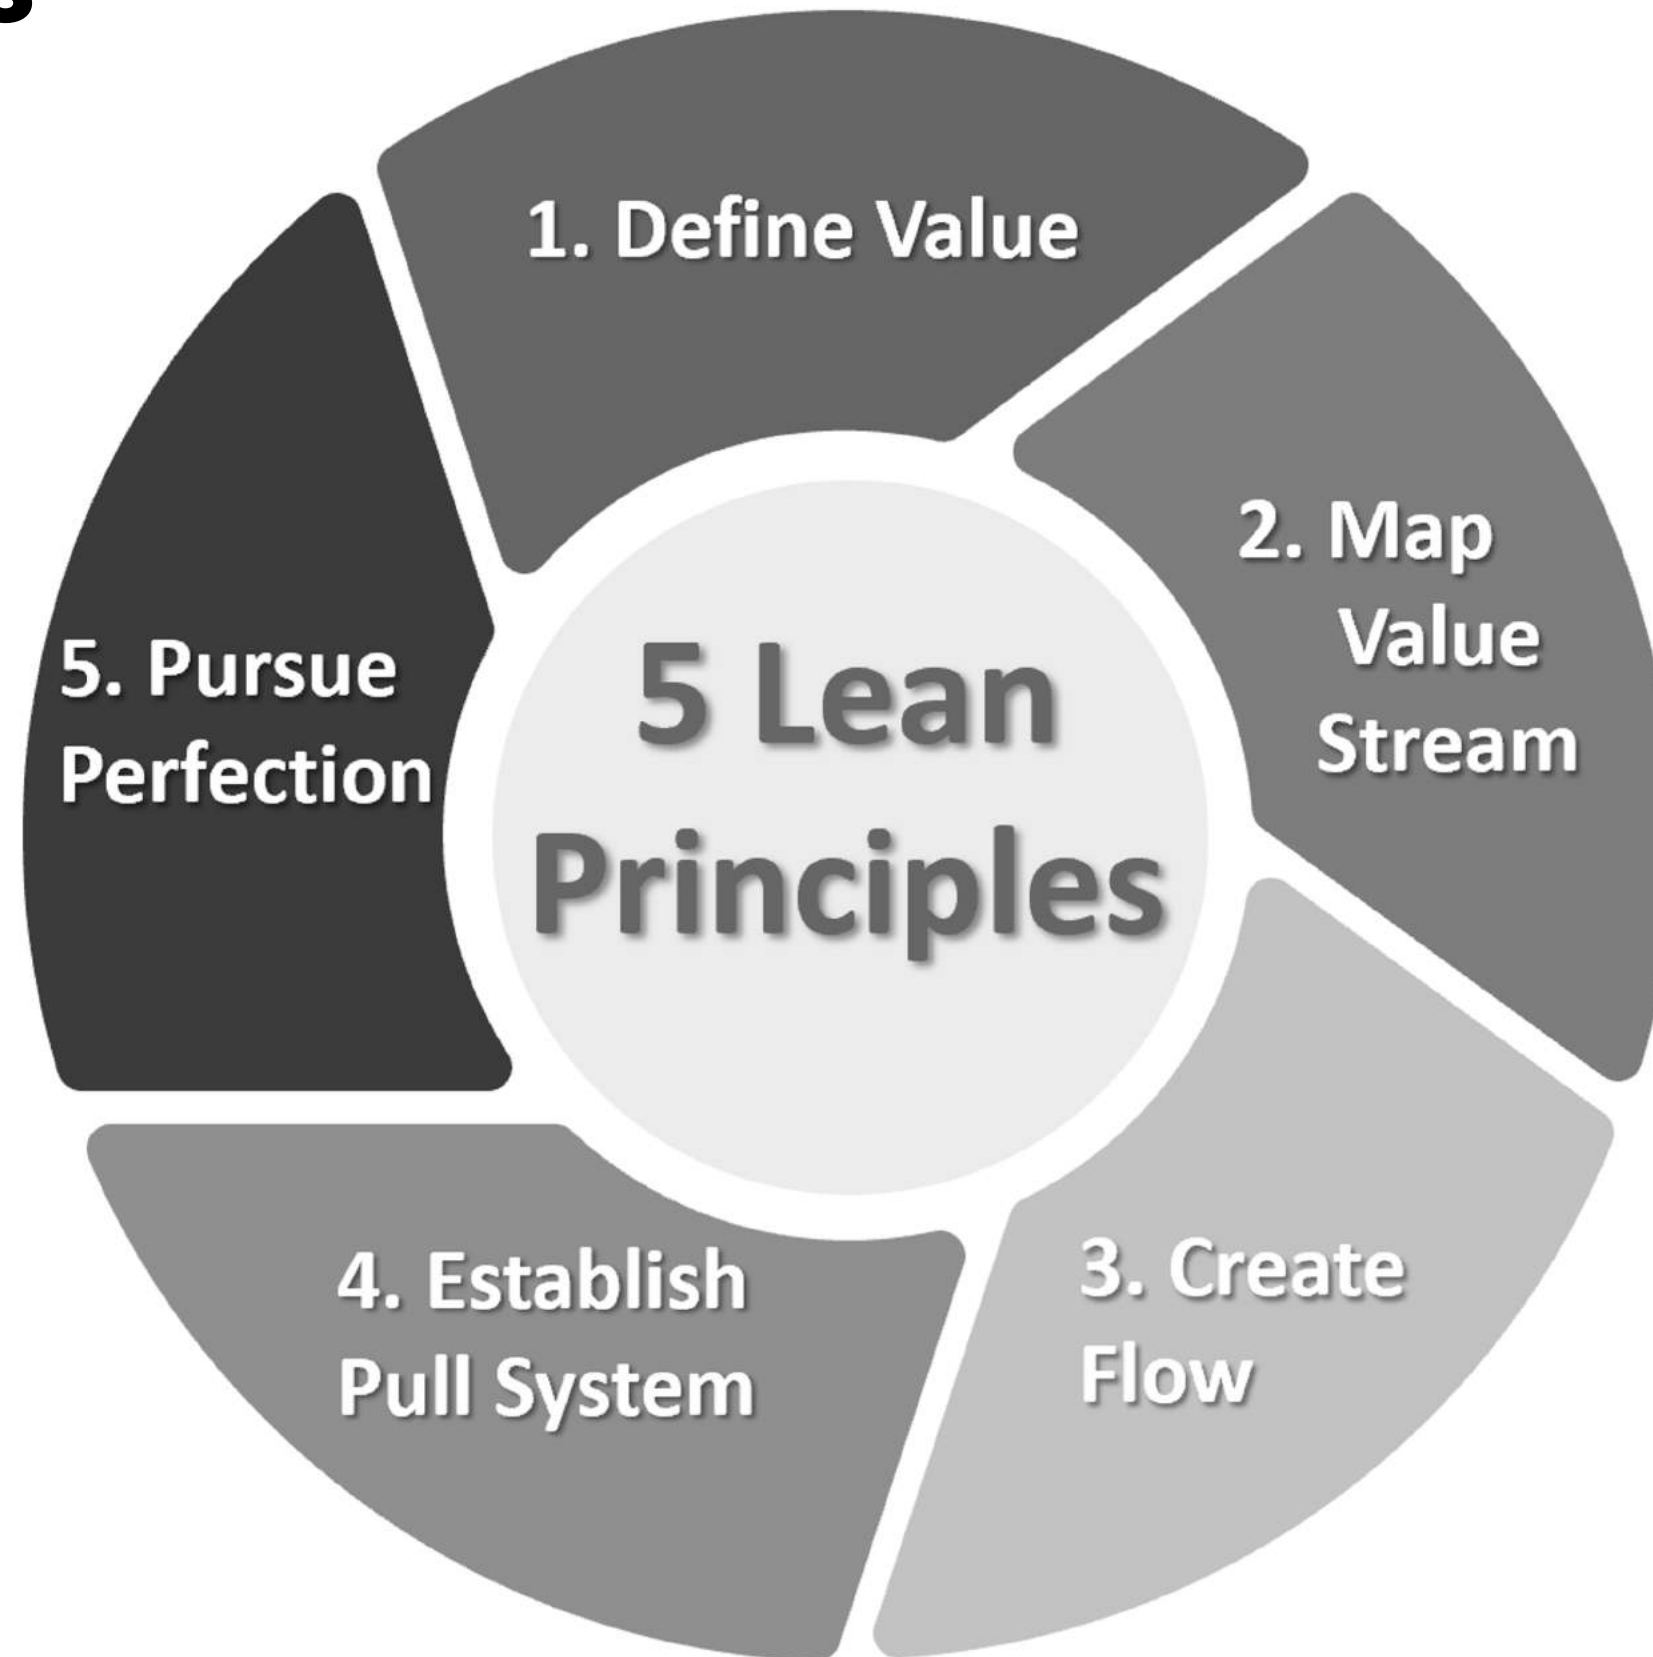 1. Define Value
2. Map
Value
Stream
3. Create
Flow
4. Establish
Pull System
5. Pursue
Perfection
5 Lean
Principles